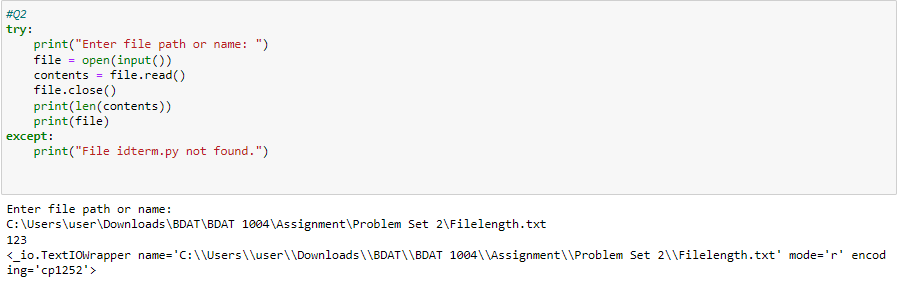 #Q2
try:
    print("Enter file path or name: ")
    file = open(input())
    contents = file.read()
    file.close()
    print(len(contents))
    print(file)
except:
    print("File idterm.py not found.")
Enter file path or name:
C:\Users\user\Downloads\BDAT\BDAT 1004\Assignment\Problem Set 2\Filelength.txt
123
<_io.TextIOWrapper name='C:\\Users\\user\\Downloads\\BDAT\\BDAT 1004\\Assignment\\Problem Set 2\\Filelength.txt' mode='r' encod
ing='cp1252'>